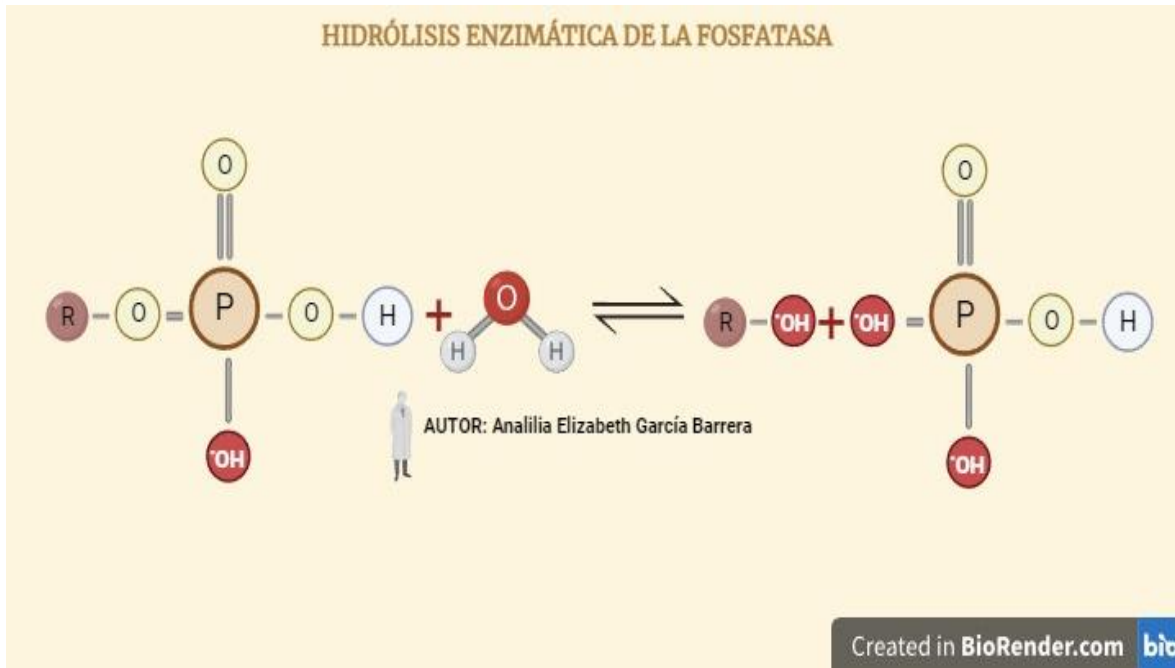 HIDRÓLISIS ENZIMÁTICA DE LA FOSFATASA
O O
R O P O H + O H H R •OH + •OH P O H
•OH •OH
AUTOR: Analilia Elizabeth García Barrera
Created in BioRender.com bio